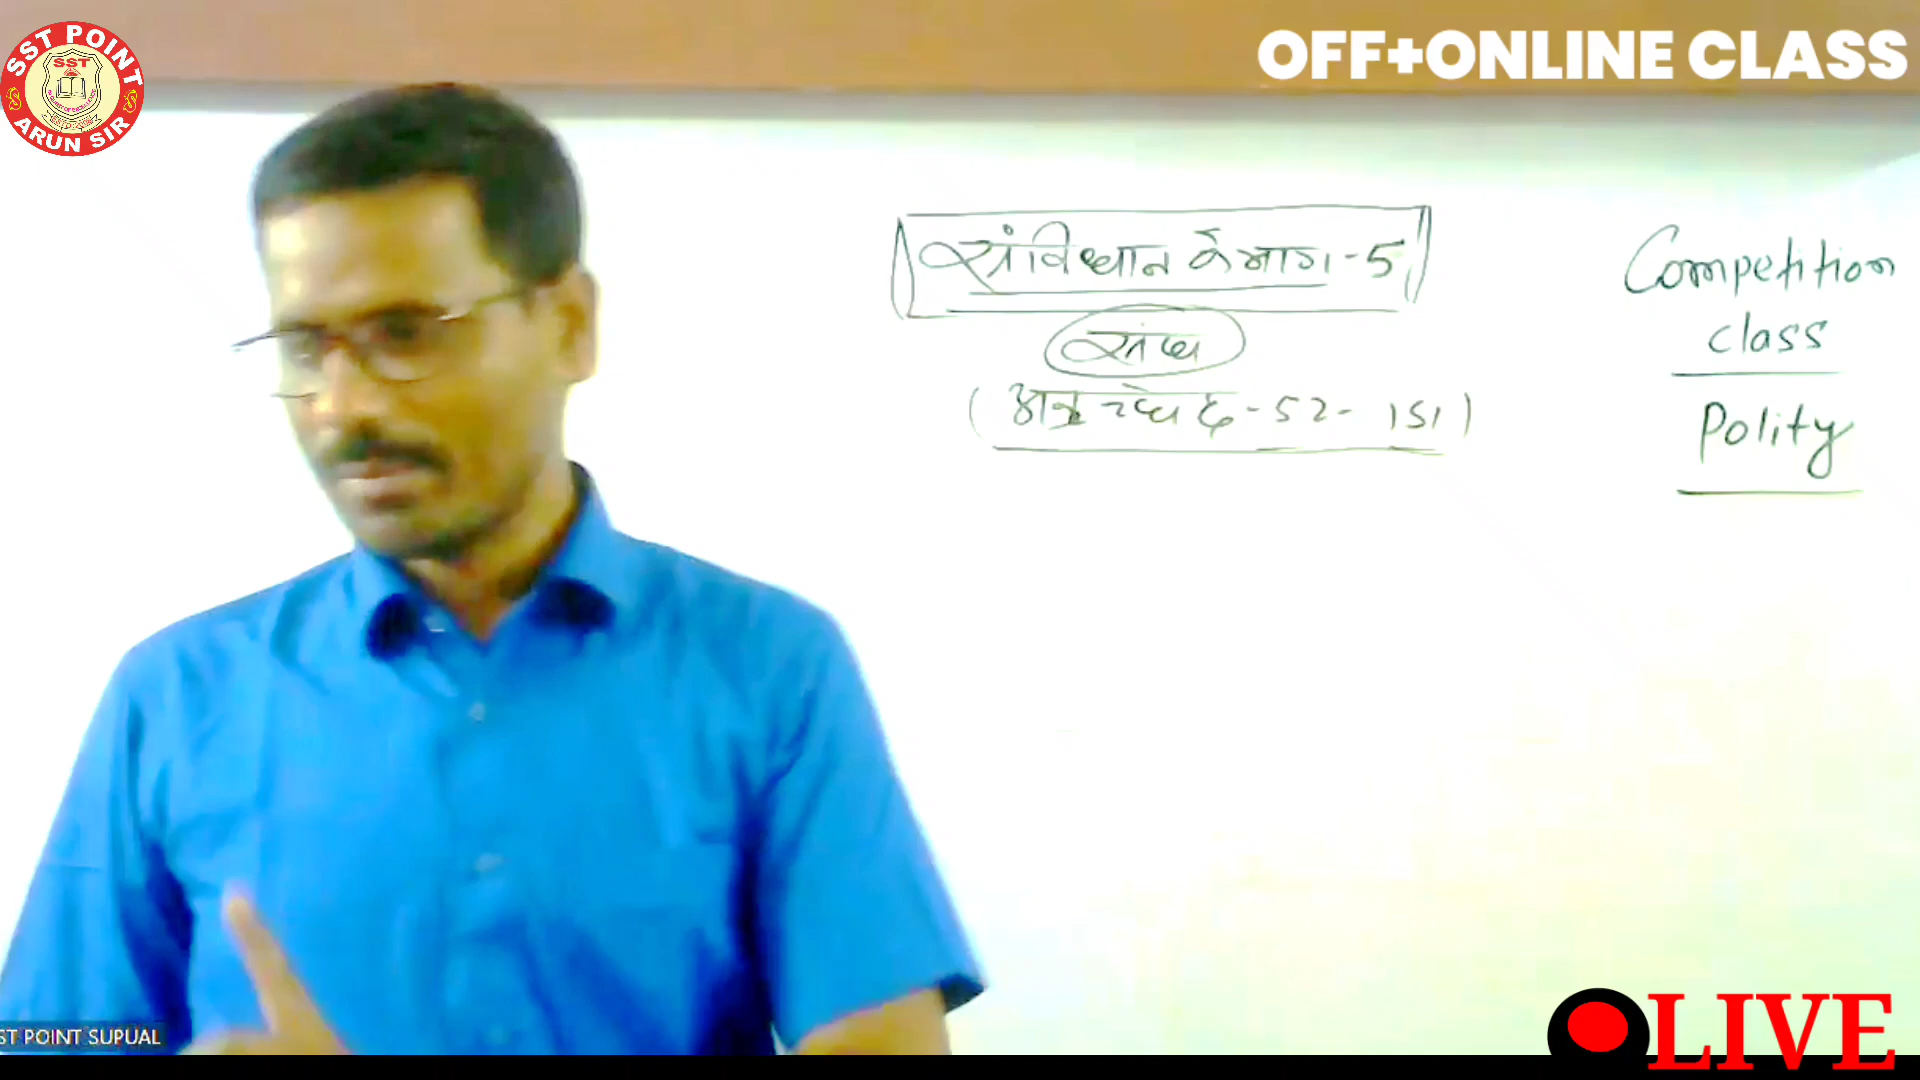 SST POINT
SST
ARUN SIR
OFF+ONLINE CLASS
संविधान के भाग-5
संघ
(अनुच्छेद-52-151)
Competition
class
Polity
ST POINT SUPUAL
LIVE